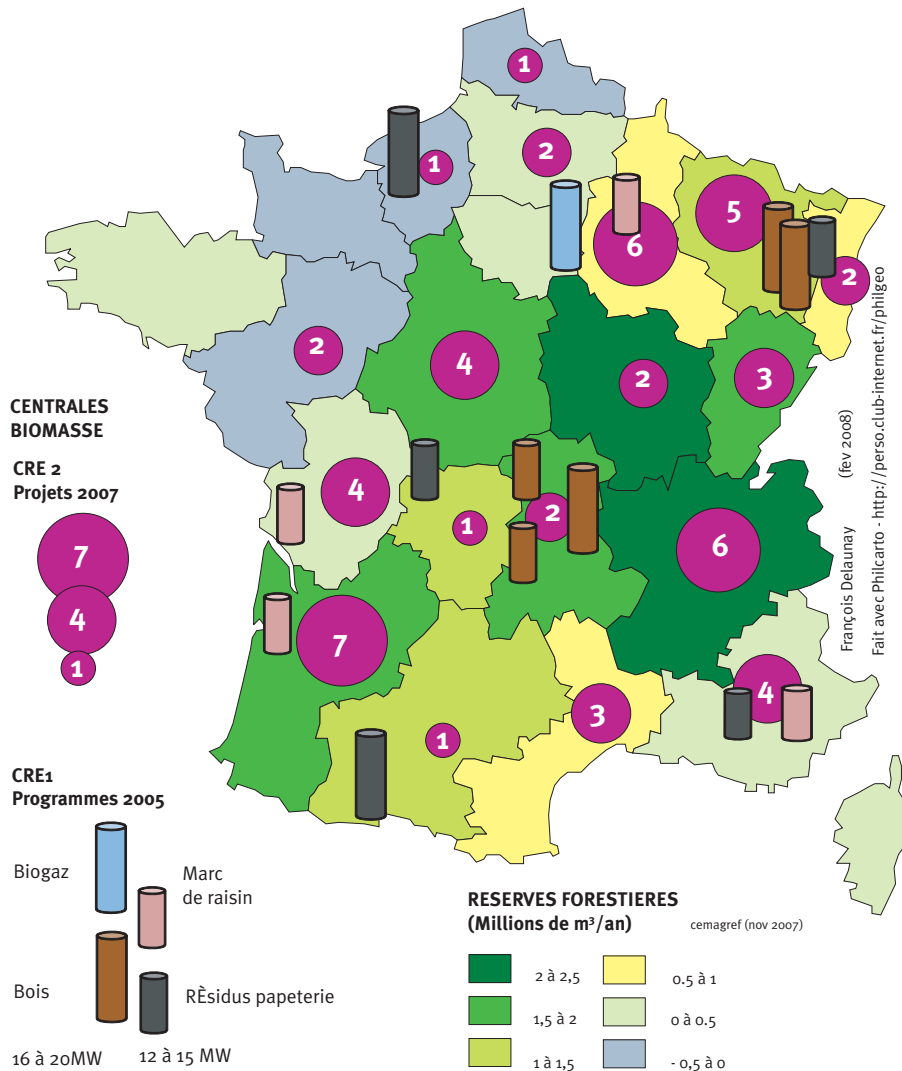 1
1
2
5
6
2
2
4
2
3
4
1
2
6
7
4
3
1
CENTRALES
BIOMASSE
CRE 2
Projets 2007
7
4
1
CRE1
Programmes 2005
Biogaz
Marc
de raisin
Bois
RÈsidus papeterie
16 à 20MW
12 à 15 MW
RESERVES FORESTIERES
(Millions de m³/an)
cemagref (nov 2007)
2 à 2,5
0.5 à 1
1,5 à 2
0 à 0.5
1 à 1,5
- 0,5 à 0
François Delaunay (fev 2008)
Fait avec Philcarto - http://perso.club-internet.fr/philgeo